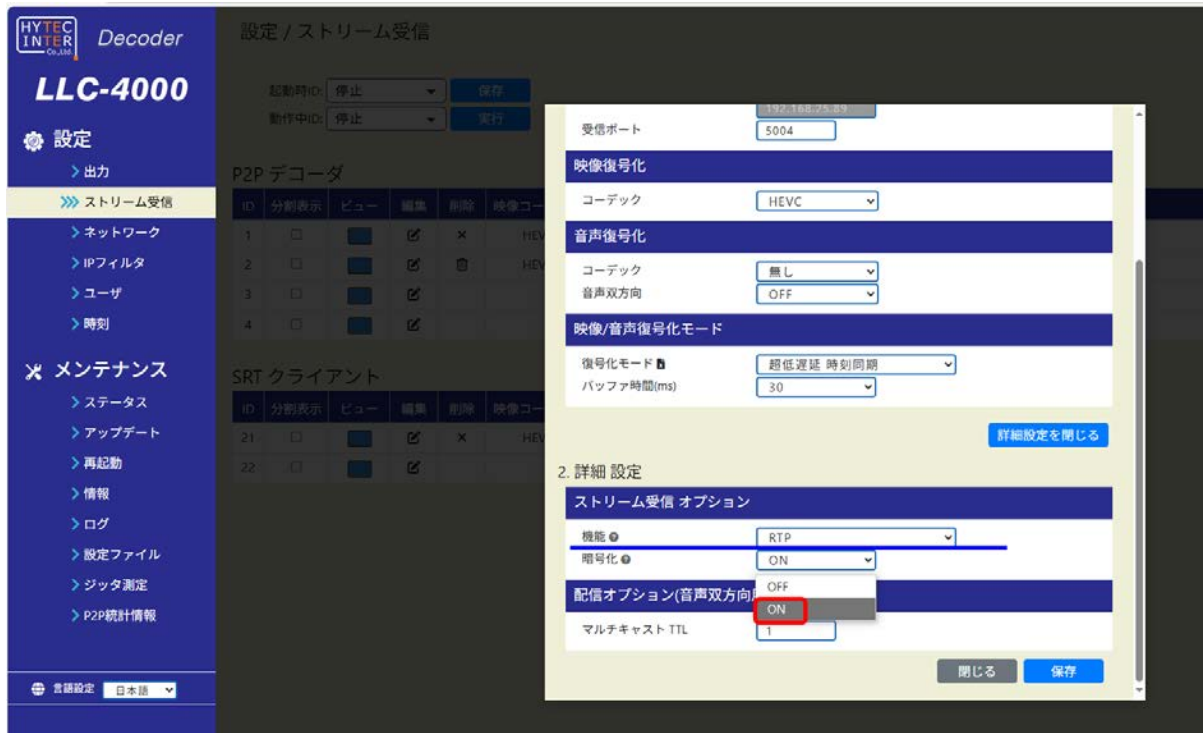 HYTEC
INTER
Co.,Ltd.
Decoder
LLC-4000
設定
出力
ストリーム受信
ネットワーク
IPフィルタ
ユーザ
時刻
メンテナンス
ステータス
アップデート
再起動
情報
ログ
設定ファイル
ジッタ測定
P2P統計情報
言語設定 日本語
設定 / ストリーム受信
起動時ID: 停止 保存
動作中ID: 停止 実行
P2P デコーダ
ID 分割表示 ビュー 編集 削除 映像コー
1 HEV
2 HEV
3
4
SRT クライアント
ID 分割表示 ビュー 編集 削除 映像コー
21 HEV
22
192.168.25.89
受信ポート 5004
映像復号化
コーデック HEVC
音声復号化
コーデック 無し
音声双方向 OFF
映像/音声復号化モード
復号化モード 超低遅延 時刻同期
バッファ時間(ms) 30
詳細設定を閉じる
2. 詳細 設定
ストリーム受信 オプション
機能 RTP
暗号化 ON
OFF
ON
配信オプション(音声双方向
マルチキャスト TTL 1
閉じる 保存